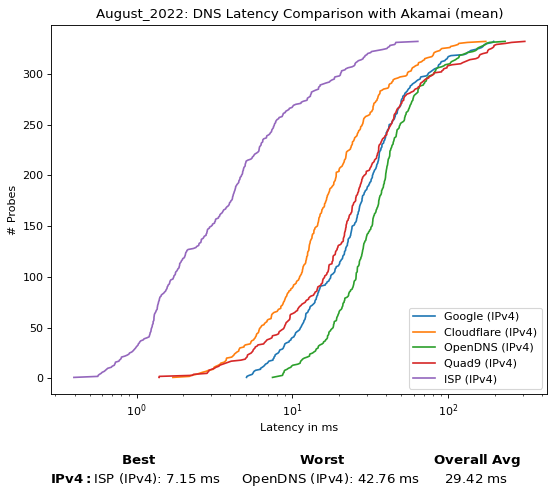 August_2022: DNS Latency Comparison with Akamai (mean)
300
250
200
150
100
50
0
# Probes
10⁰ 10¹ 10²
Latency in ms
Google (IPv4)
Cloudflare (IPv4)
OpenDNS (IPv4)
Quad9 (IPv4)
ISP (IPv4)
Best Worst Overall Avg
IPv4: ISP (IPv4): 7.15 ms OpenDNS (IPv4): 42.76 ms 29.42 ms